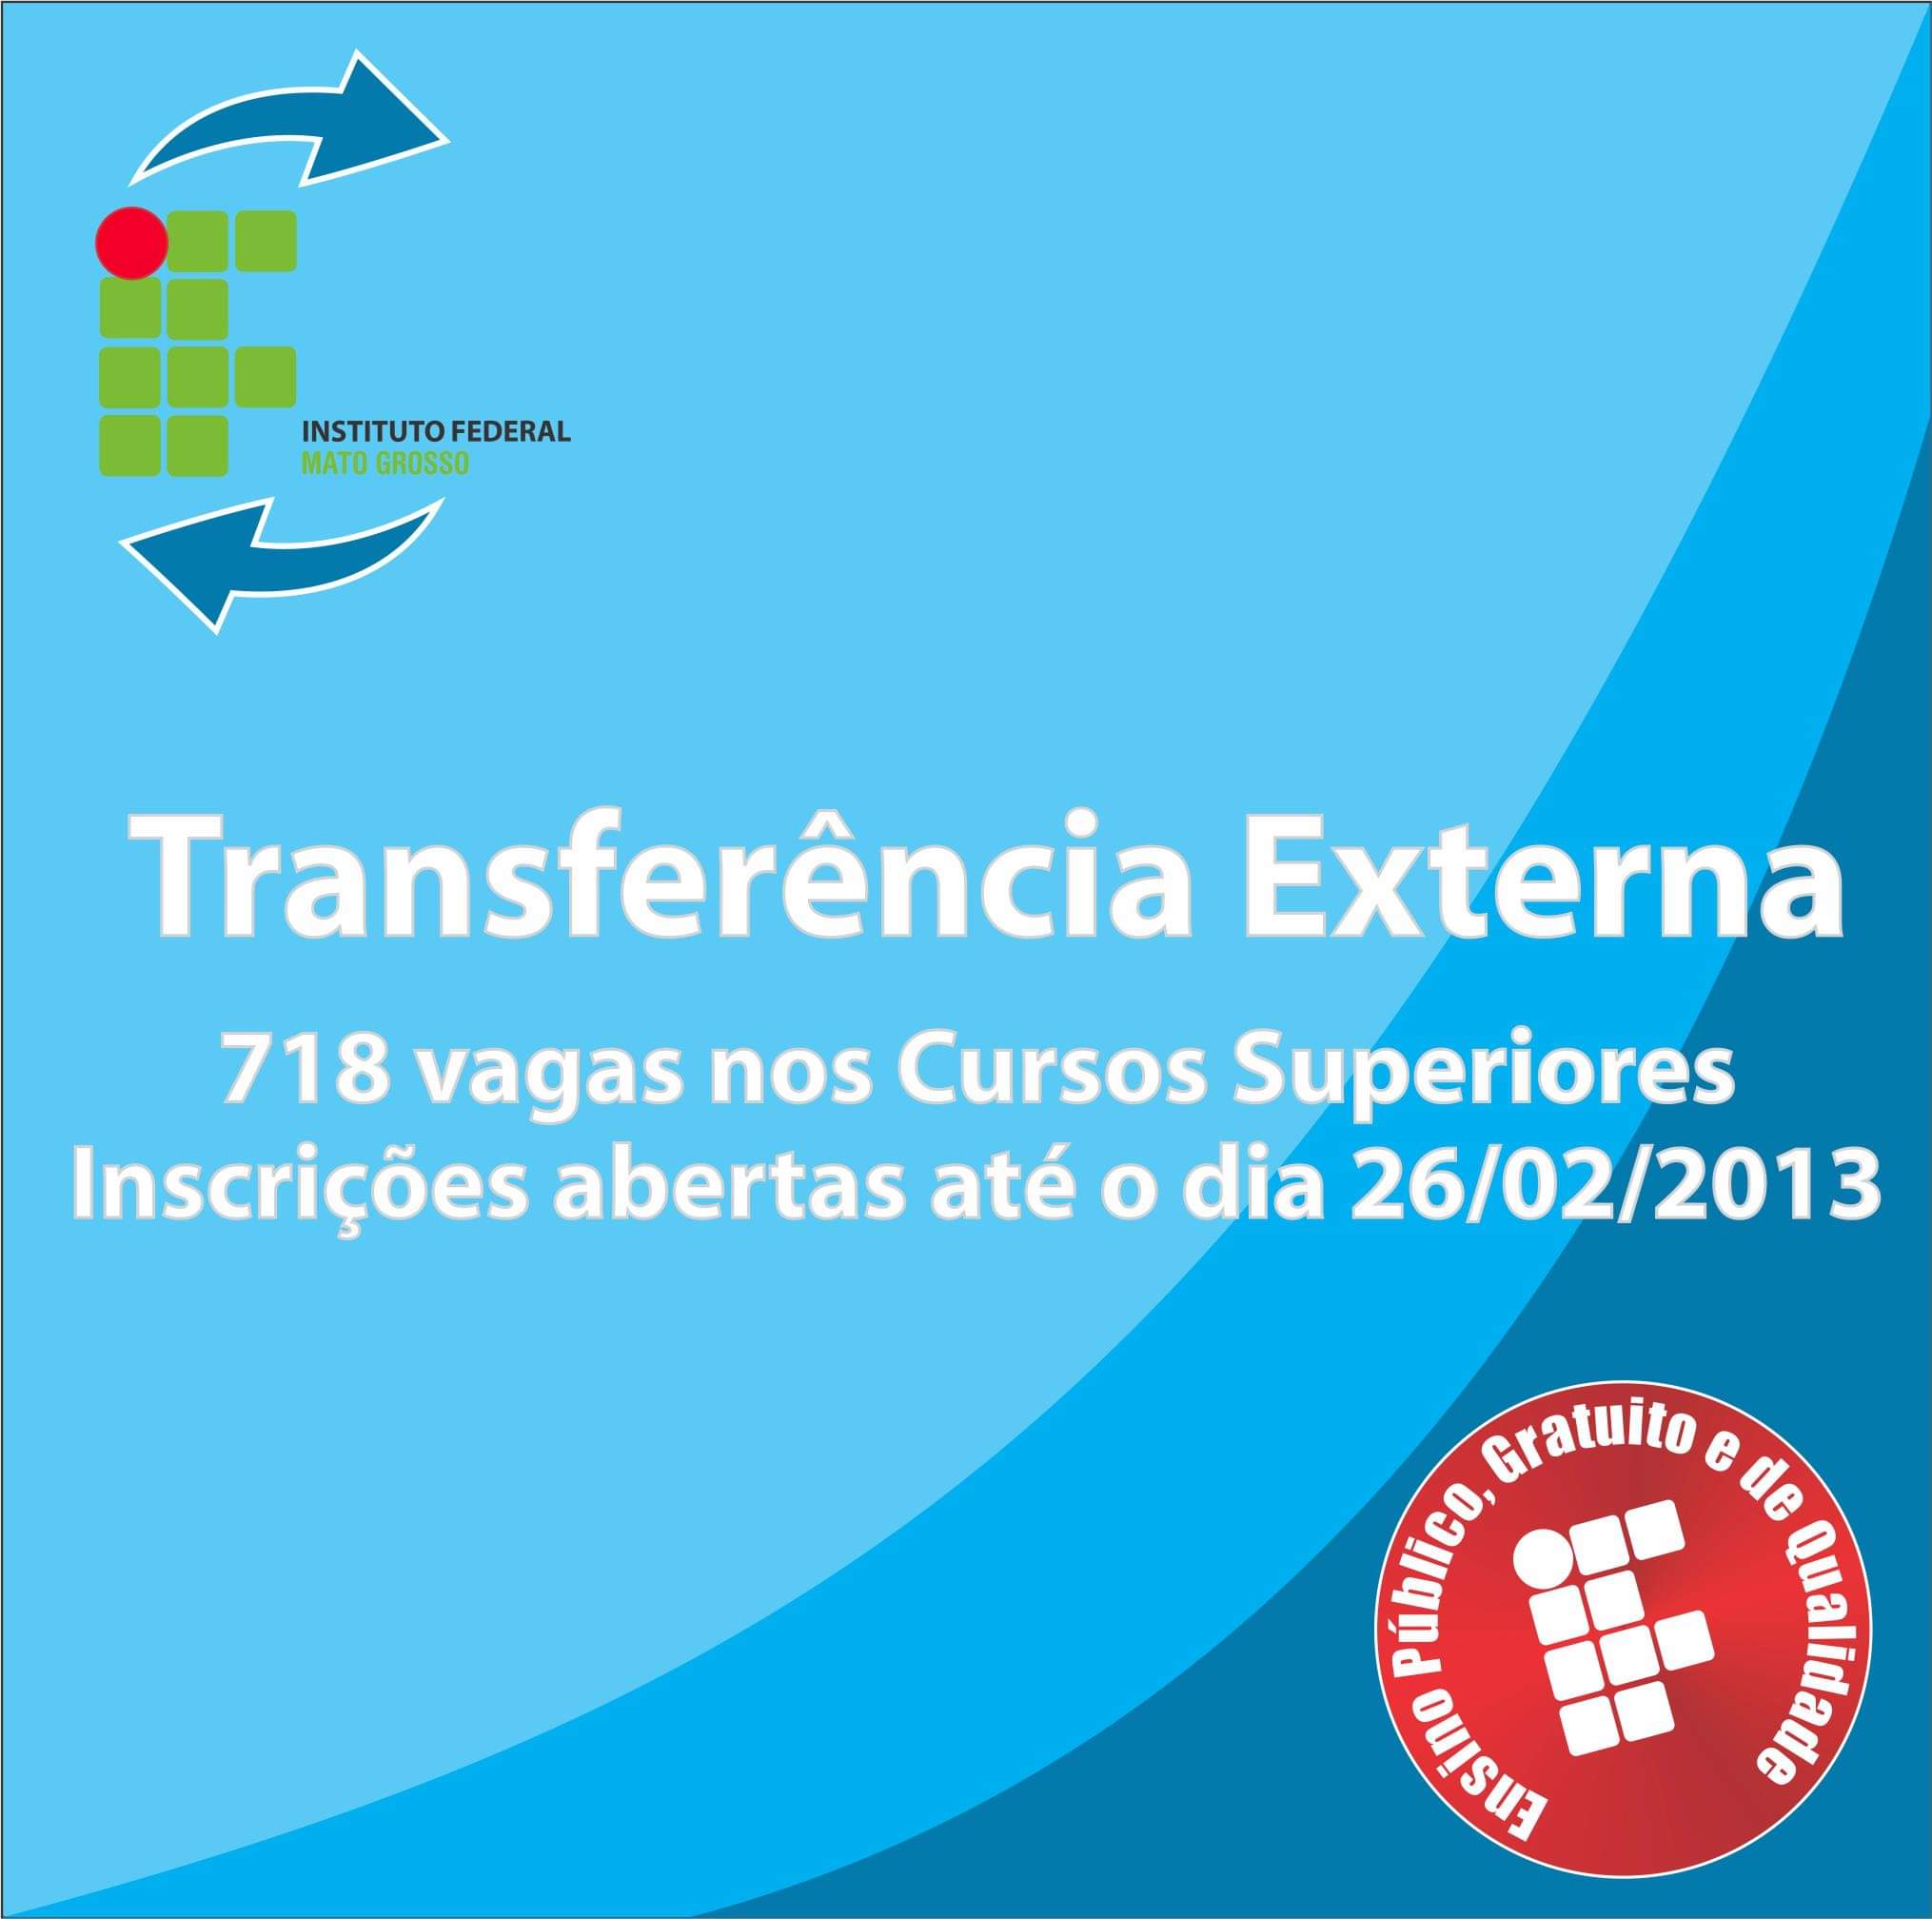 INSTITUTO FEDERAL
MATO GROSSO
Transferência Externa
718 vagas nos Cursos Superiores
Inscrições abertas até o dia 26/02/2013
Ensino Público, Gratuito e de Qualidade